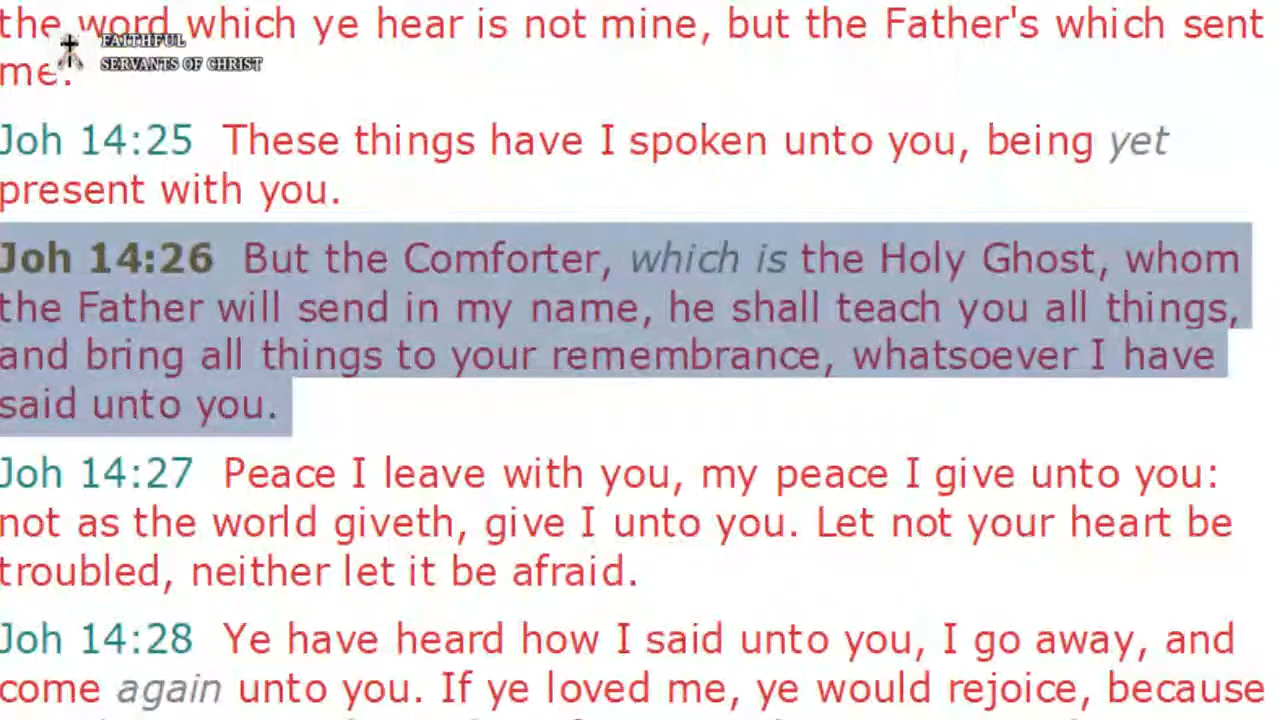 the word which ye hear is not mine, but the Father's which sent
me.
FAITHFUL
SERVANTS OF CHRIST
Joh 14:25 These things have I spoken unto you, being yet
present with you.
Joh 14:26 But the Comforter, which is the Holy Ghost, whom
the Father will send in my name, he shall teach you all things,
and bring all things to your remembrance, whatsoever I have
said unto you.
Joh 14:27 Peace I leave with you, my peace I give unto you:
not as the world giveth, give I unto you. Let not your heart be
troubled, neither let it be afraid.
Joh 14:28 Ye have heard how I said unto you, I go away, and
come again unto you. If ye loved me, ye would rejoice, because